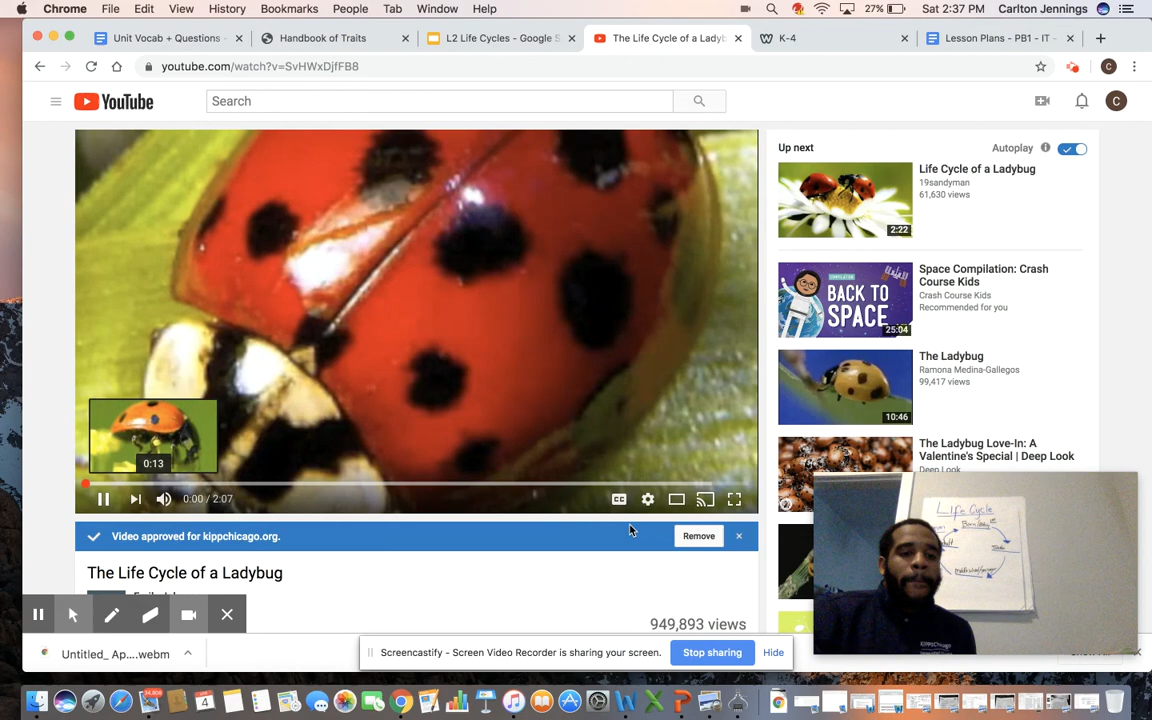 Chrome File Edit View History Bookmarks People Tab Window Help 27% Sat 2:37 PM Carlton Jennings
Unit Vocab + Questions - Handbook of Traits L2 Life Cycles - Google S The Life Cycle of a Ladyb K-4 Lesson Plans - PB1 - IT -
youtube.com/watch?v=SvHWxDjfFB8 C
YouTube Search C
Up next Autoplay
Life Cycle of a Ladybug
19sandyman
61,630 views
2:22
Space Compilation: Crash
Course Kids
Crash Course Kids
Recommended for you
COMPILATION
BACK TO
SPACE
25:04
The Ladybug
Ramona Medina-Gallegos
99,417 views
10:46
The Ladybug Love-In: A
Valentine's Special | Deep Look
Deep Look
0:13
0:00 / 2:07 CC
Video approved for kippchicago.org. Remove
The Life Cycle of a Ladybug
949,893 views
Life Cycle
Untitled_ Ap....webm
Screencastify - Screen Video Recorder is sharing your screen. Stop sharing Hide
4